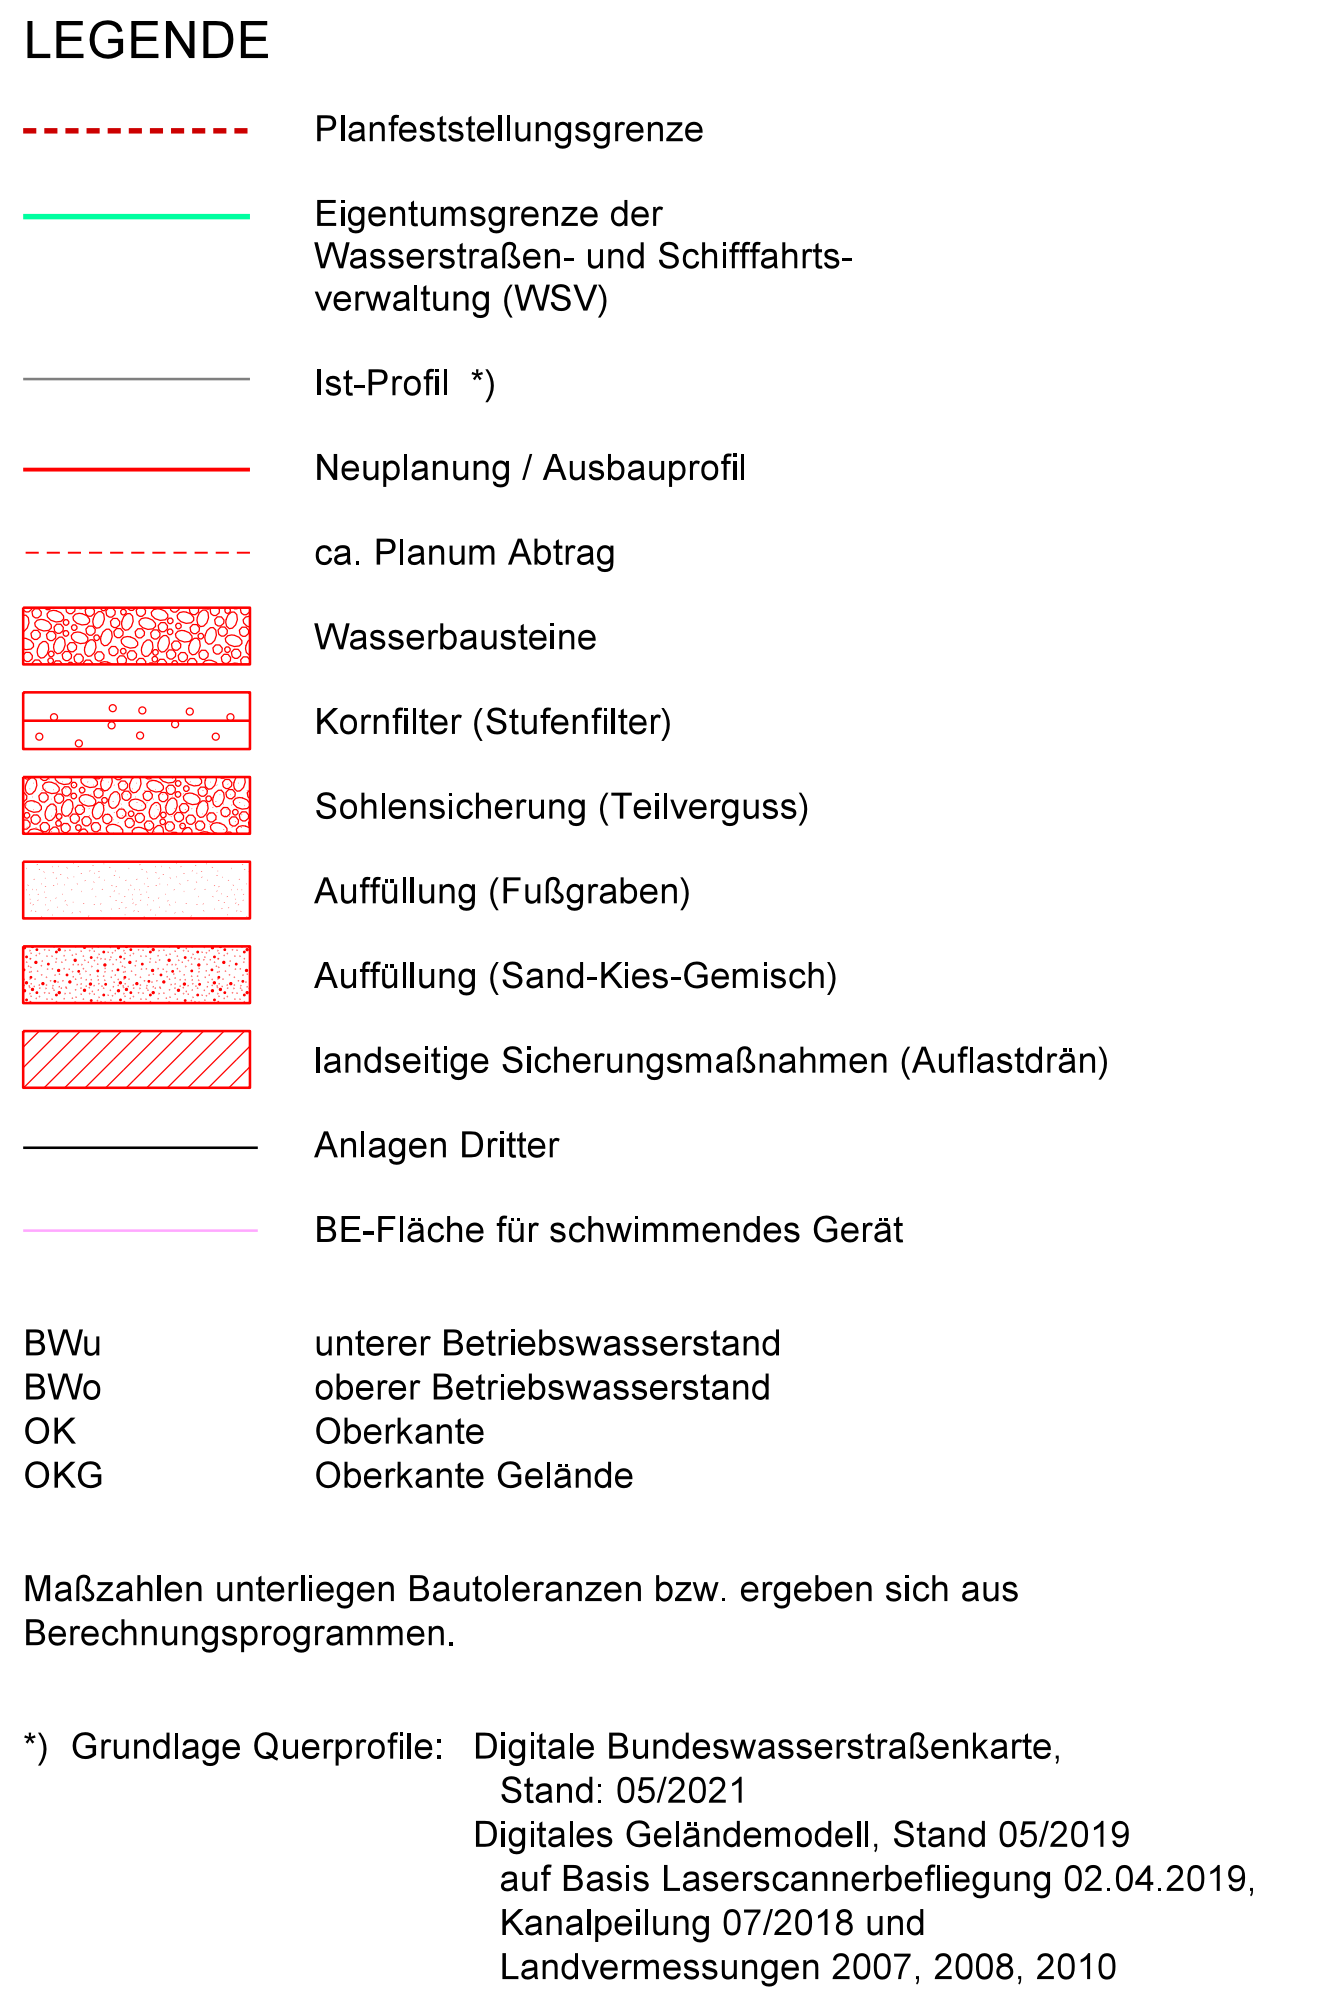 LEGENDE
Planfeststellungsgrenze
Eigentumsgrenze der
Wasserstraßen- und Schifffahrts-
verwaltung (WSV)
Ist-Profil *)
Neuplanung / Ausbauprofil
ca. Planum Abtrag
Wasserbausteine
Kornfilter (Stufenfilter)
Sohlensicherung (Teilverguss)
Auffüllung (Fußgraben)
Auffüllung (Sand-Kies-Gemisch)
landseitige Sicherungsmaßnahmen (Auflastdrän)
Anlagen Dritter
BE-Fläche für schwimmendes Gerät
BWu unterer Betriebswasserstand
BWo oberer Betriebswasserstand
OK Oberkante
OKG Oberkante Gelände
Maßzahlen unterliegen Bautoleranzen bzw. ergeben sich aus
Berechnungsprogrammen.
*) Grundlage Querprofile: Digitale Bundeswasserstraßenkarte,
Stand: 05/2021
Digitales Geländemodell, Stand 05/2019
auf Basis Laserscannerbefliegung 02.04.2019,
Kanalpeilung 07/2018 und
Landvermessungen 2007, 2008, 2010